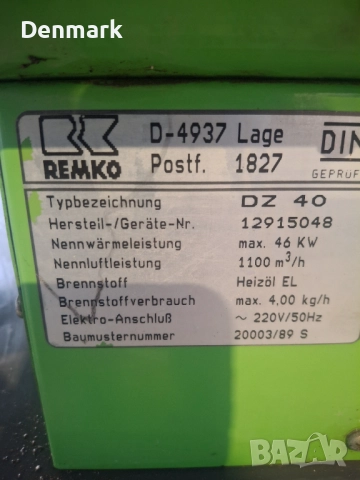 Denmark
REMKO
D-4937 Lage
Postf. 1827
DIN
GEPRÜF
Typbezeichnung DZ 40
Herstell-/Geräte-Nr. 12915048
Nennwärmeleistung max. 46 KW
Nennluftleistung 1100 m³/h
Brennstoff Heizöl EL
Brennstoffverbrauch max. 4,00 kg/h
Elektro-Anschluß ~ 220V/50Hz
Baumusternummer 20003/89 S
BAZAR